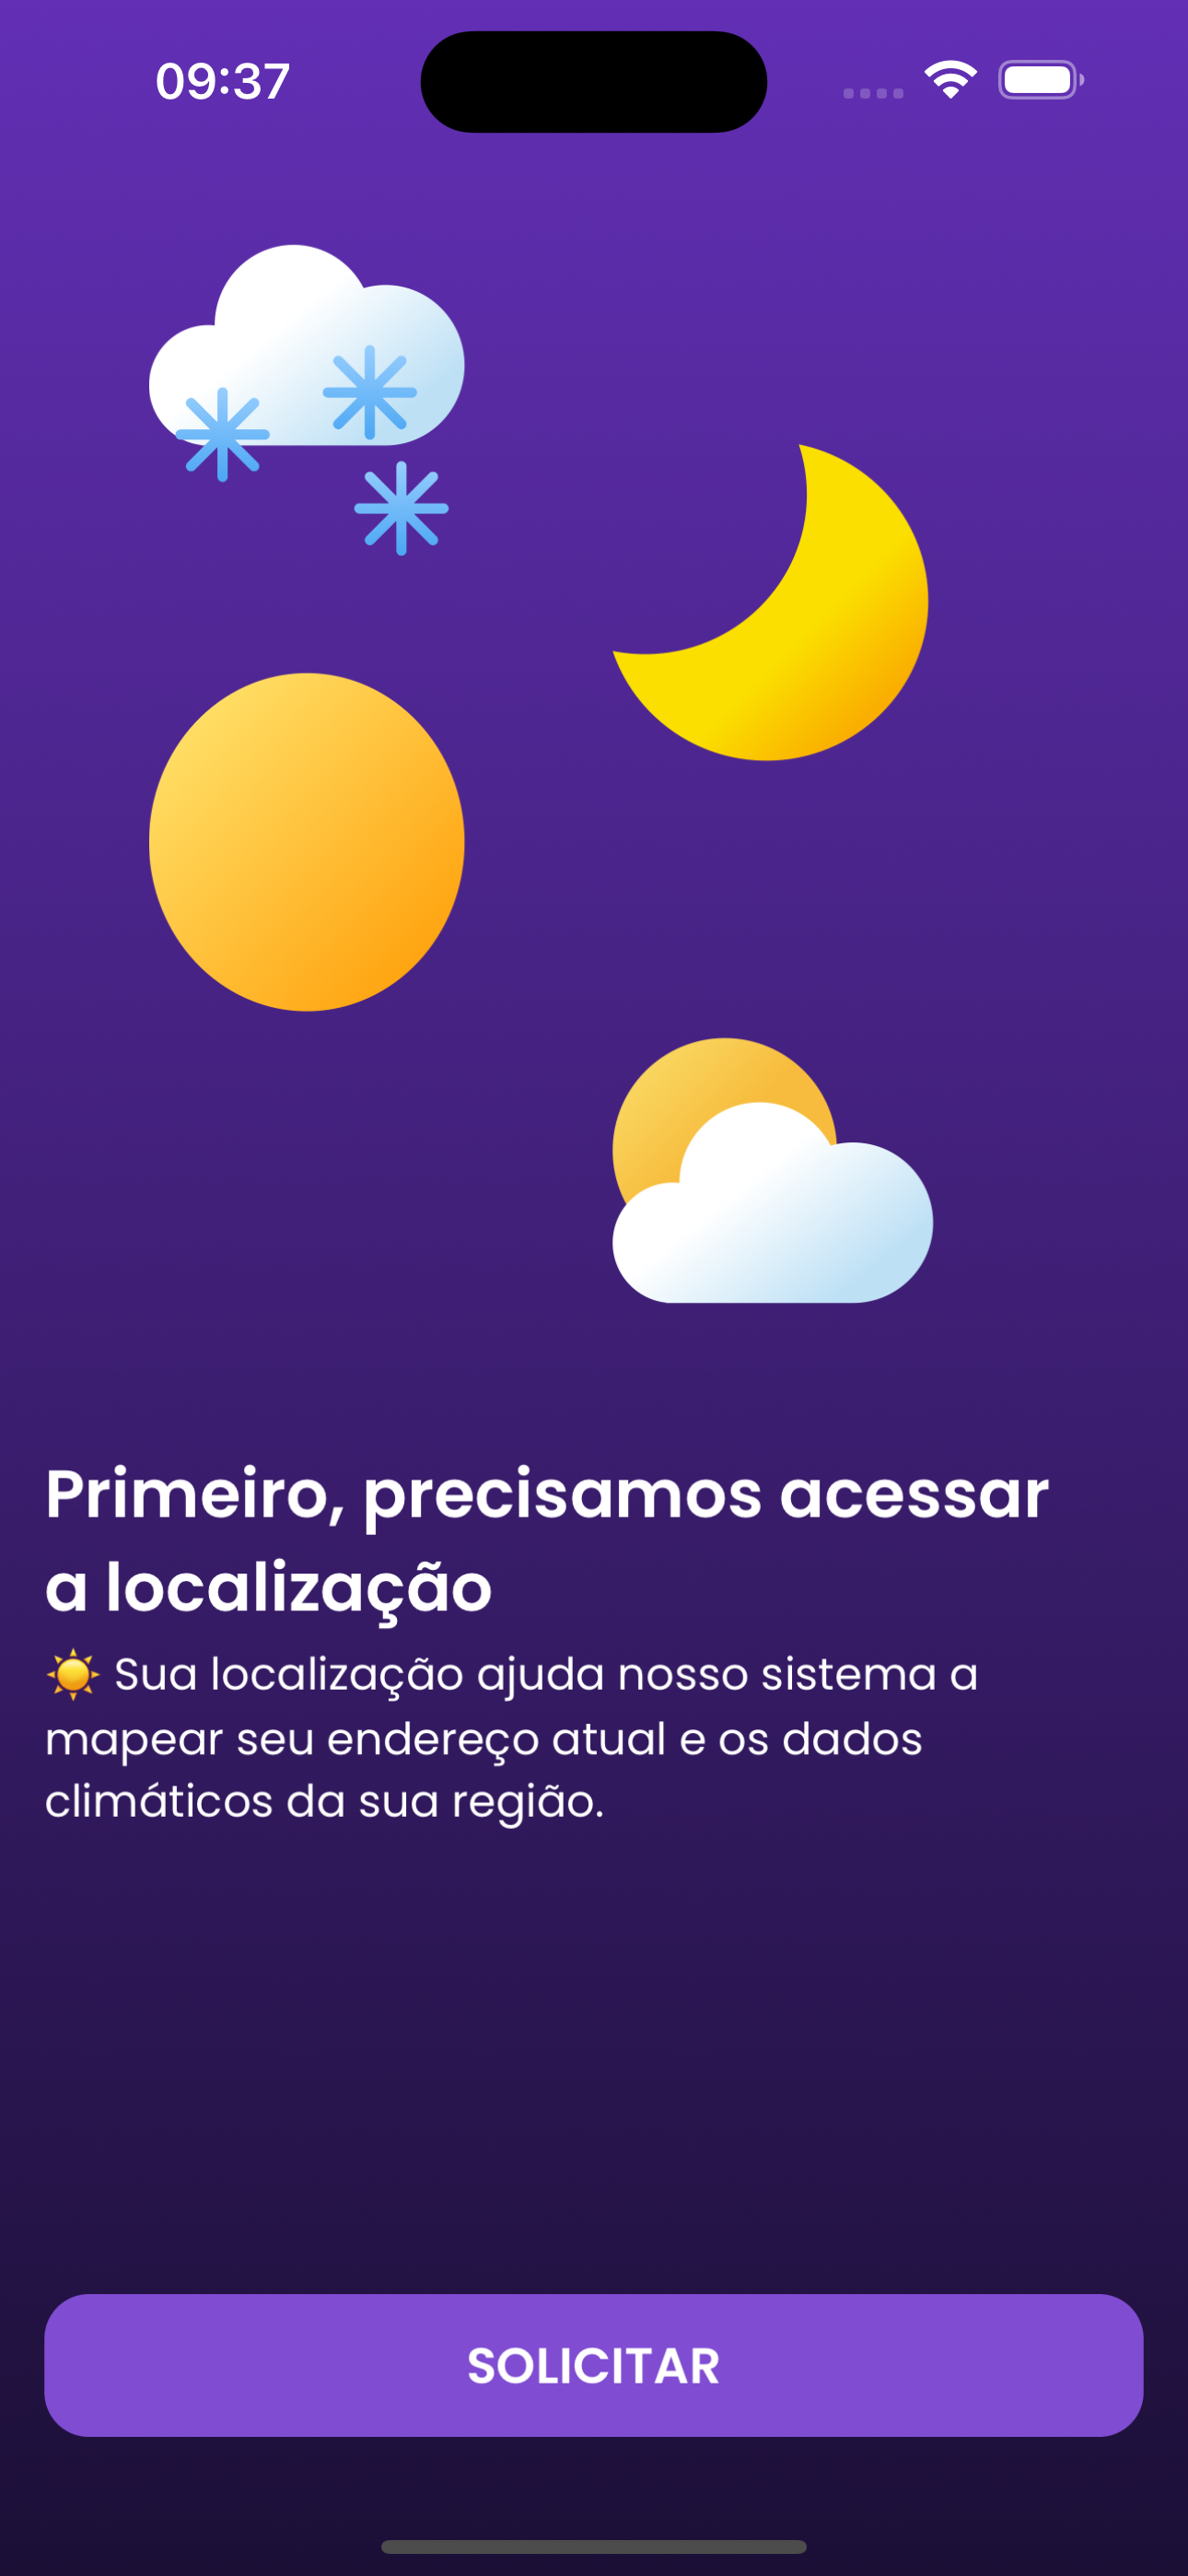 09:37
Primeiro, precisamos acessar
a localização
☀️ Sua localização ajuda nosso sistema a
mapear seu endereço atual e os dados
climáticos da sua região.
SOLICITAR